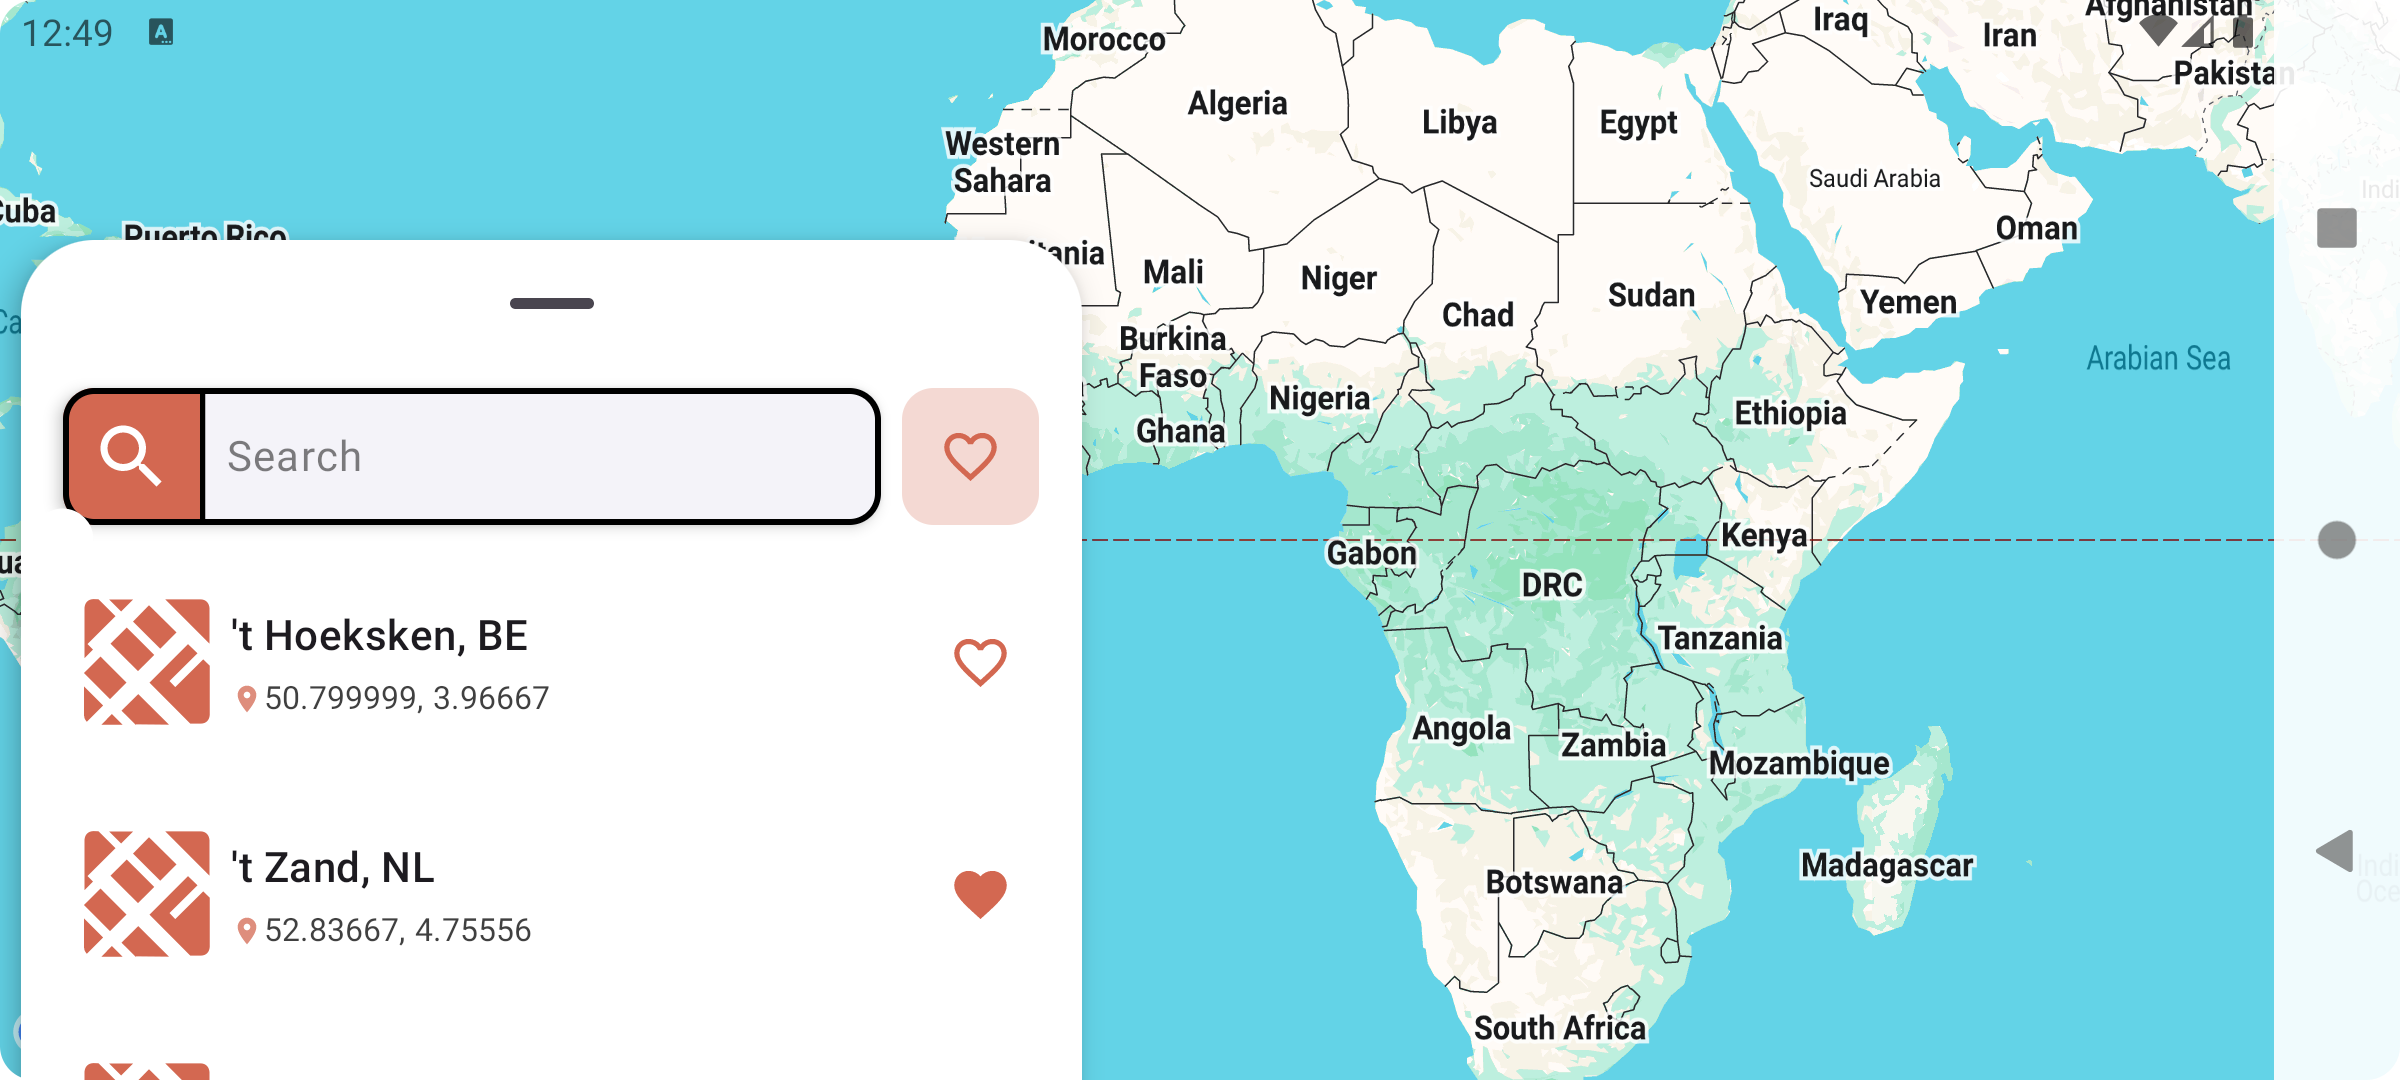 12:49
A
Morocco
Algeria
Libya
Egypt
Iraq
Iran
Afghanistan
Pakistan
Western
Sahara
Saudi Arabia
Oman
Cuba
Puerto Rico
Mali
Niger
Chad
Sudan
Yemen
Arabian Sea
Burkina
Faso
Nigeria
Ghana
Ethiopia
Gabon
DRC
Kenya
Tanzania
Angola
Zambia
Mozambique
Madagascar
Botswana
South Africa
Search
't Hoeksken, BE
50.799999, 3.96667
't Zand, NL
52.83667, 4.75556